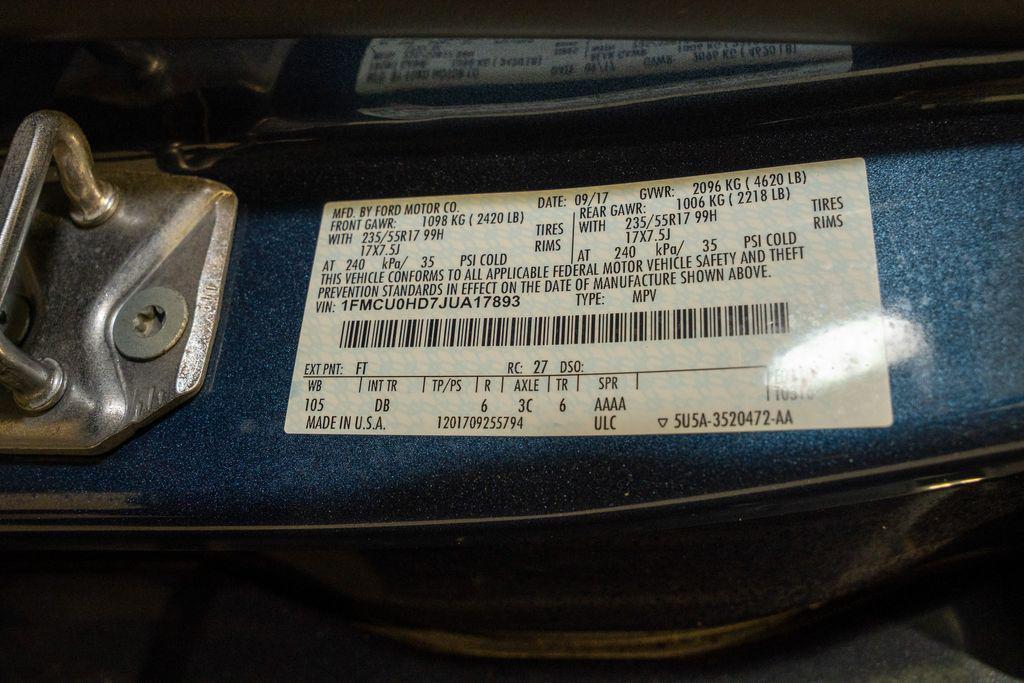 MFD. BY FORD MOTOR CO. DATE: 09/17 GVWR: 2096 KG ( 4620 LB)
FRONT GAWR: 1098 KG ( 2420 LB) REAR GAWR: 1006 KG ( 2218 LB)
WITH 235/55R17 99H TIRES WITH 235/55R17 99H TIRES
17X7.5J RIMS 17X7.5J RIMS
AT 240 kPa/ 35 PSI COLD AT 240 kPa/ 35 PSI COLD
THIS VEHICLE CONFORMS TO ALL APPLICABLE FEDERAL MOTOR VEHICLE SAFETY AND THEFT
PREVENTION STANDARDS IN EFFECT ON THE DATE OF MANUFACTURE SHOWN ABOVE.
VIN: 1FMCU0HD7JUA17893 TYPE: MPV
EXT PNT: FT RC: 27 DSO:
WB INT TR TP/PS R AXLE TR SPR
105 DB 6 3C 6 AAAA
MADE IN U.S.A. 1201709255794 ULC ▽ 5U5A-3520472-AA